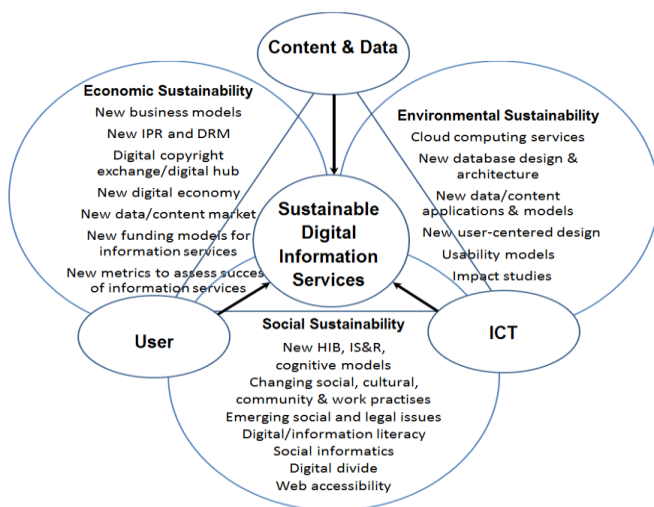 Content & Data
Economic Sustainability
New business models
New IPR and DRM
Digital copyright
exchange/digital hub
New digital economy
New data/content market
New funding models for
information services
New metrics to assess succes
of information services
Environmental Sustainability
Cloud computing services
New database design &
architecture
New data/content
applications & models
New user-centered design
Usability models
Impact studies
Sustainable
Digital
Information
Services
User
ICT
Social Sustainability
New HIB, IS&R,
cognitive models
Changing social, cultural,
community & work practises
Emerging social and legal issues
Digital/information literacy
Social informatics
Digital divide
Web accessibility